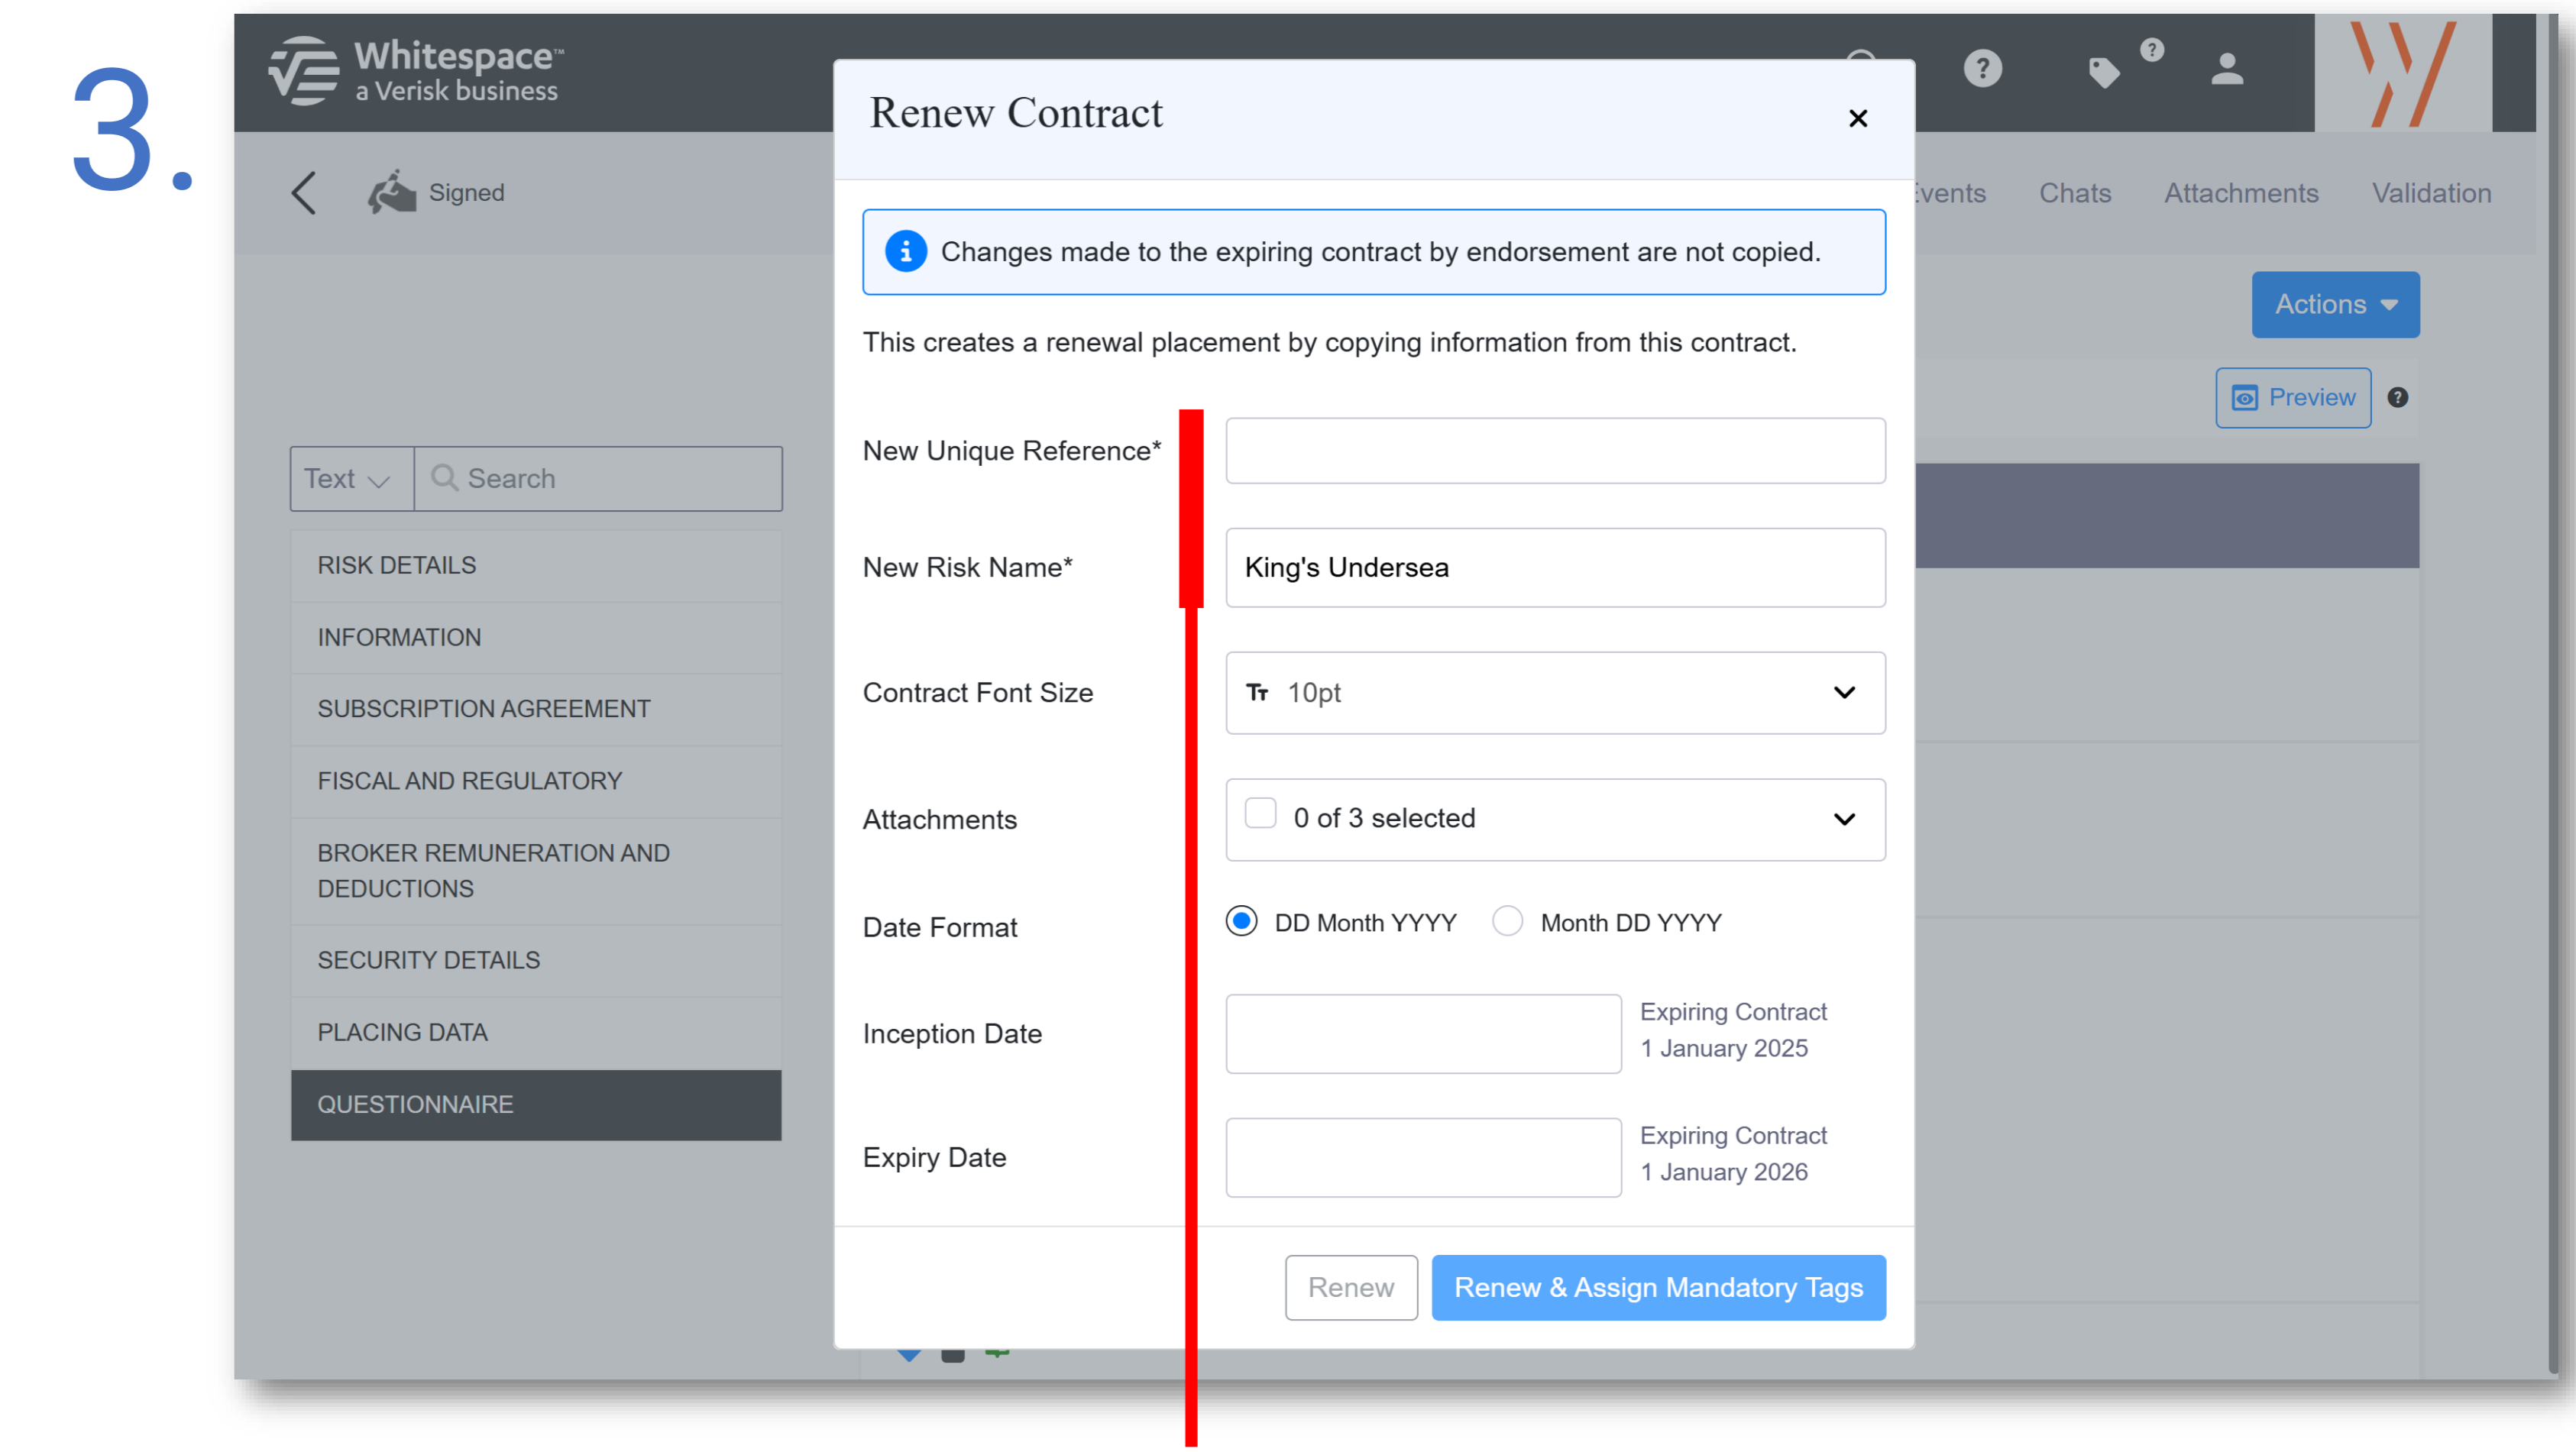 3.
Whitespace™
a Verisk business
Signed
Events Chats Attachments Validation
Actions
Preview
Text Search
RISK DETAILS
INFORMATION
SUBSCRIPTION AGREEMENT
FISCAL AND REGULATORY
BROKER REMUNERATION AND
DEDUCTIONS
SECURITY DETAILS
PLACING DATA
QUESTIONNAIRE
Renew Contract
Changes made to the expiring contract by endorsement are not copied.
This creates a renewal placement by copying information from this contract.
New Unique Reference*
New Risk Name* King's Undersea
Contract Font Size 10pt
Attachments 0 of 3 selected
Date Format DD Month YYYY Month DD YYYY
Inception Date Expiring Contract
1 January 2025
Expiry Date Expiring Contract
1 January 2026
Renew Renew & Assign Mandatory Tags